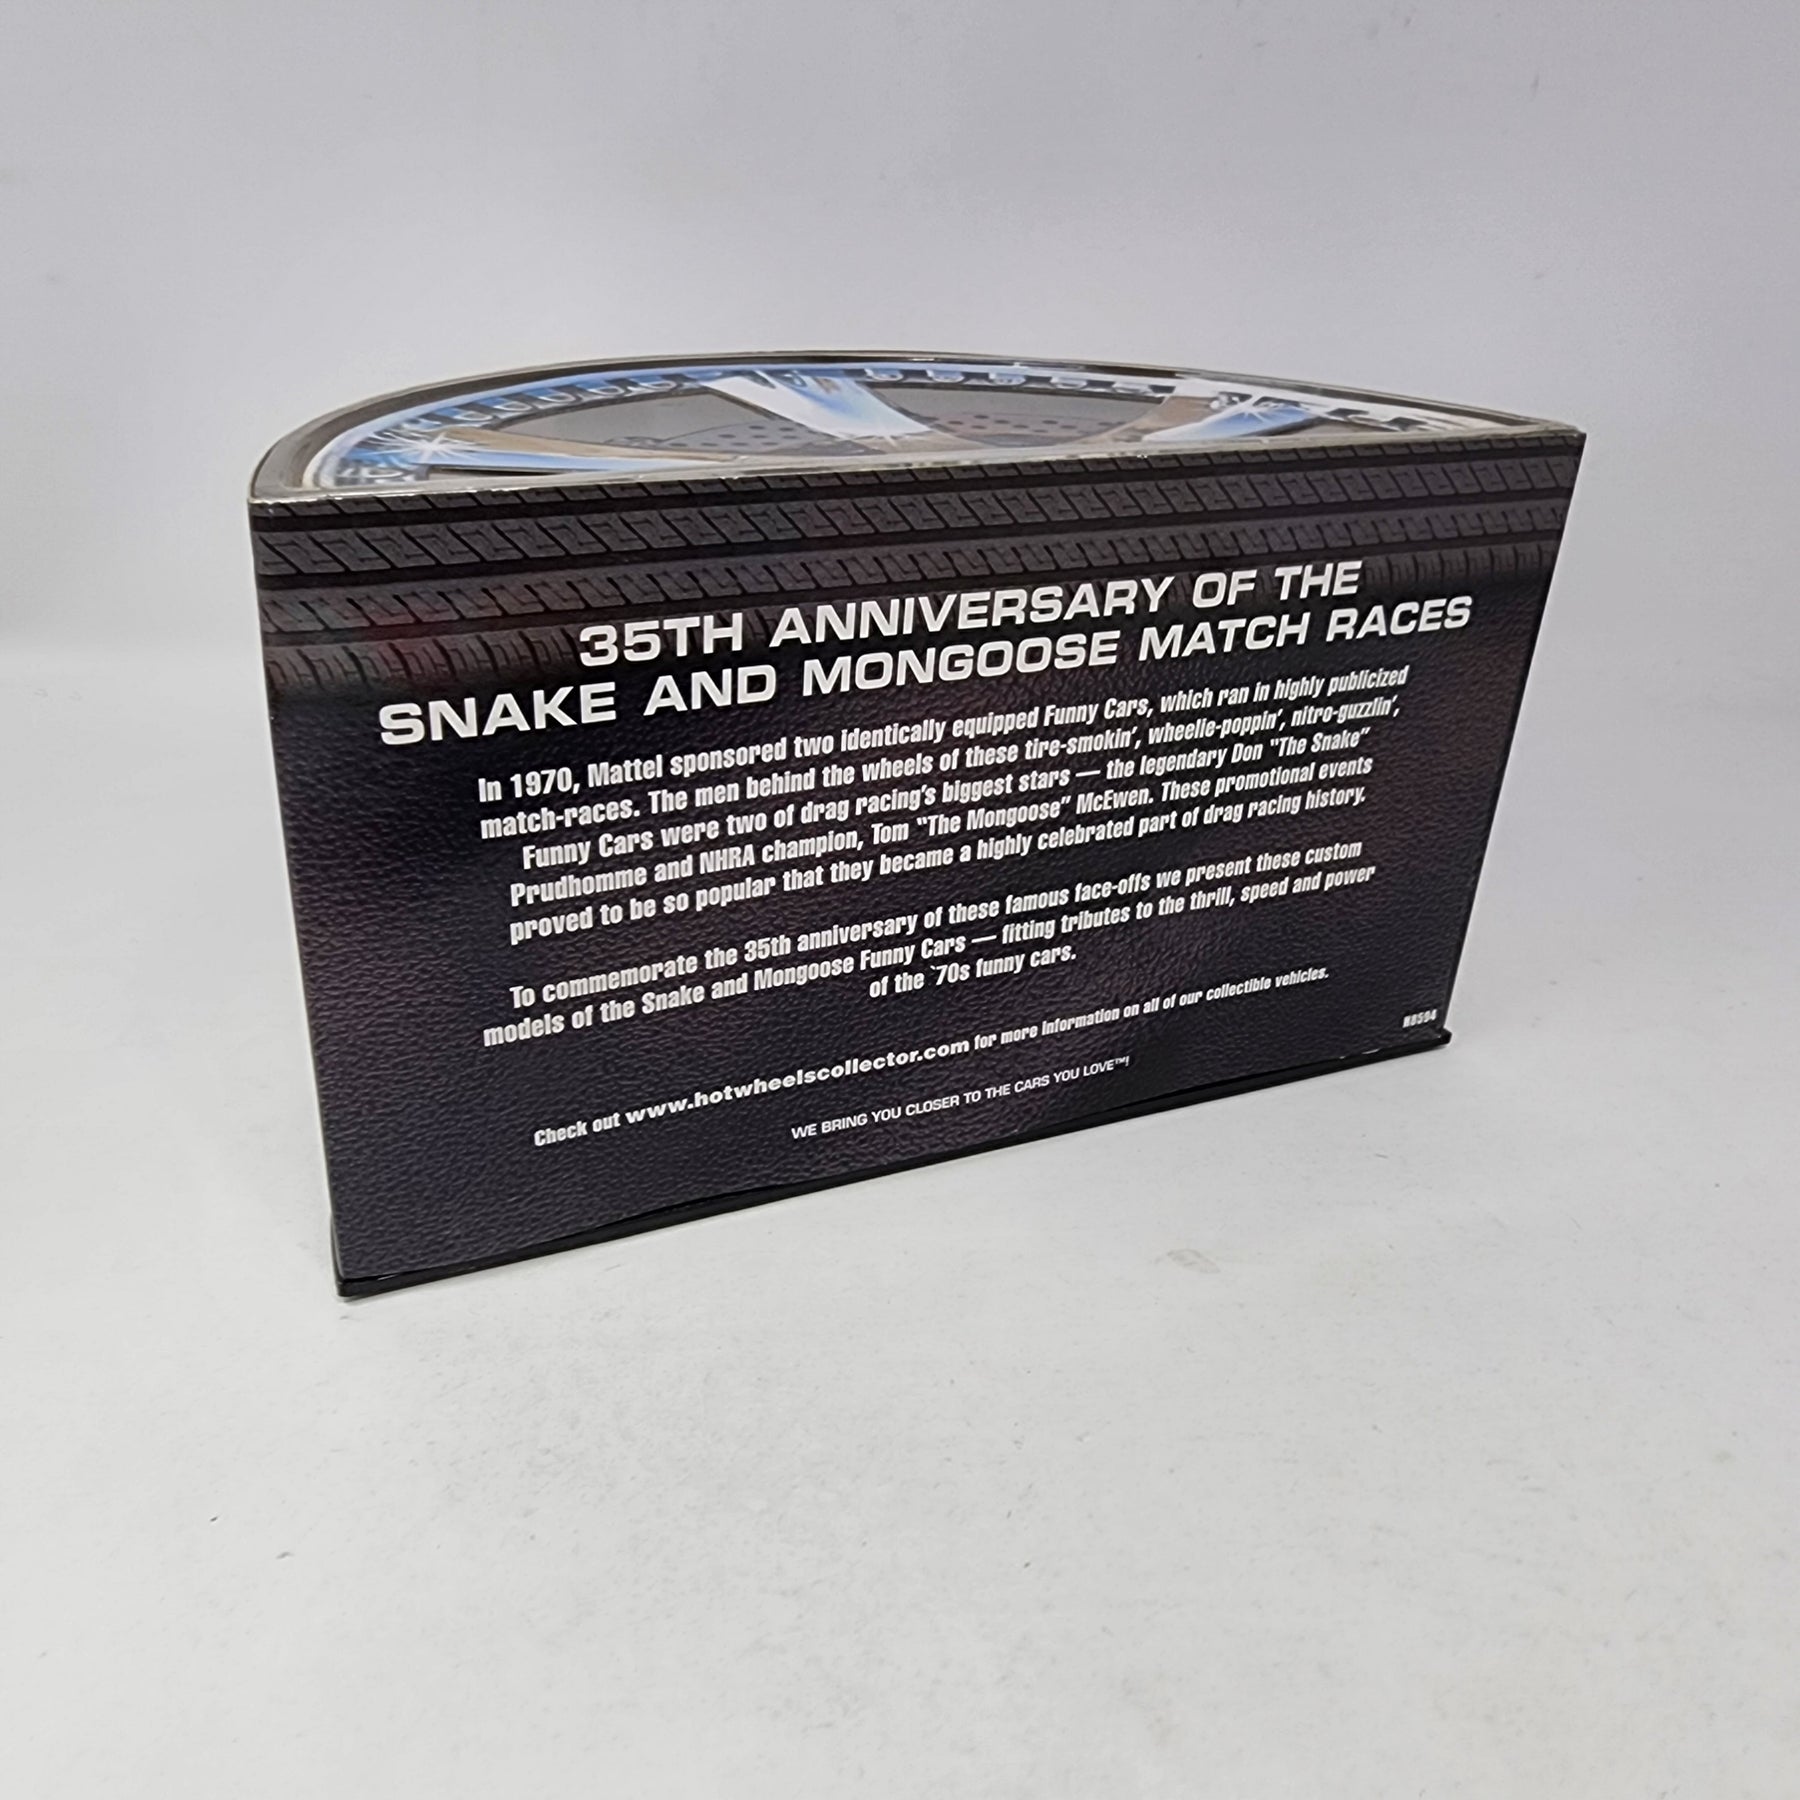 35TH ANNIVERSARY OF THE
SNAKE AND MONGOOSE MATCH RACES
In 1970, Mattel sponsored two identically equipped Funny Cars, which ran in highly publicized
match-races. The men behind the wheels of these tire-smokin', wheelie-poppin', nitro-guzzlin',
Funny Cars were two of drag racing's biggest stars — the legendary Don "The Snake"
Prudhomme and NHRA champion, Tom "The Mongoose" McEwen. These promotional events
proved to be so popular that they became a highly celebrated part of drag racing history.
To commemorate the 35th anniversary of these famous face-offs we present these custom
models of the Snake and Mongoose Funny Cars — fitting tributes to the thrill, speed and power
of the `70s funny cars.
Check out www.hotwheelscollector.com for more information on all of our collectible vehicles.
H8594
WE BRING YOU CLOSER TO THE CARS YOU LOVE™!